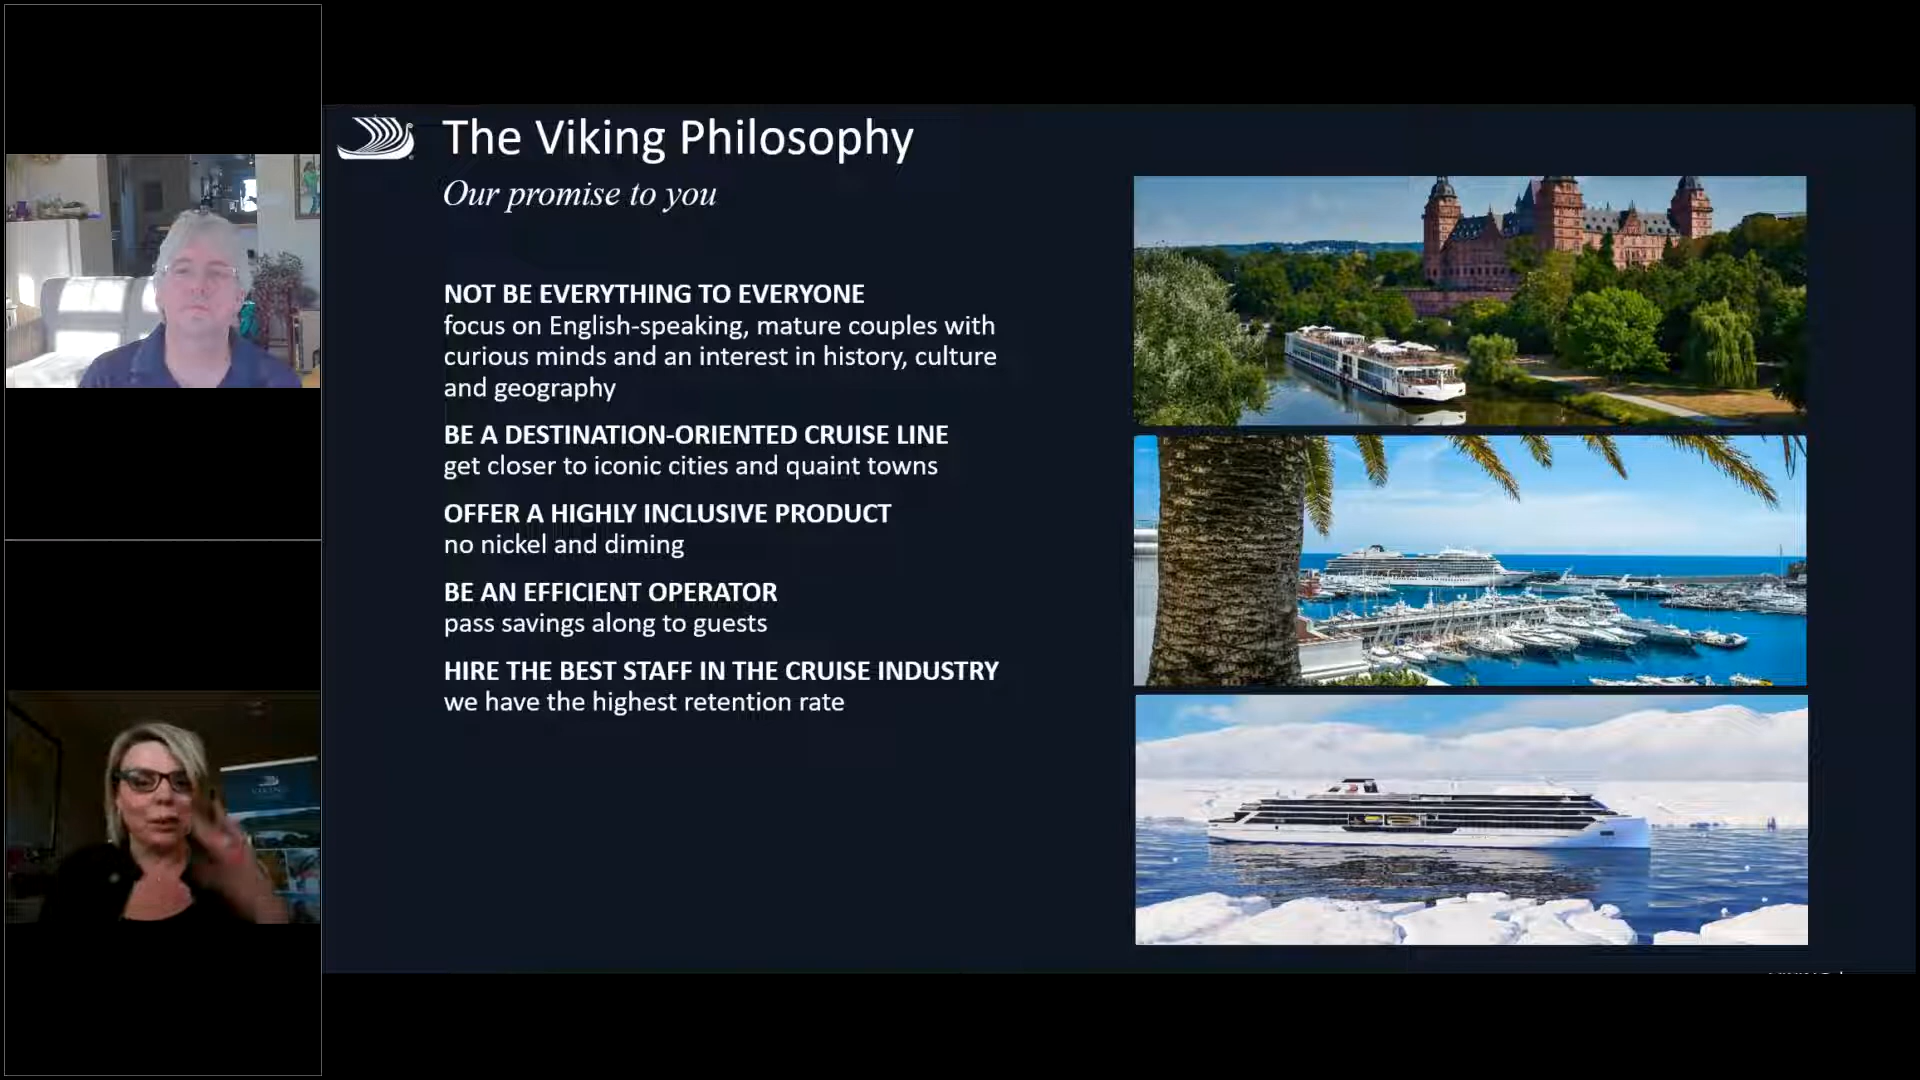 The Viking Philosophy
Our promise to you
NOT BE EVERYTHING TO EVERYONE
focus on English-speaking, mature couples with
curious minds and an interest in history, culture
and geography
BE A DESTINATION-ORIENTED CRUISE LINE
get closer to iconic cities and quaint towns
OFFER A HIGHLY INCLUSIVE PRODUCT
no nickel and diming
BE AN EFFICIENT OPERATOR
pass savings along to guests
HIRE THE BEST STAFF IN THE CRUISE INDUSTRY
we have the highest retention rate
VIKING